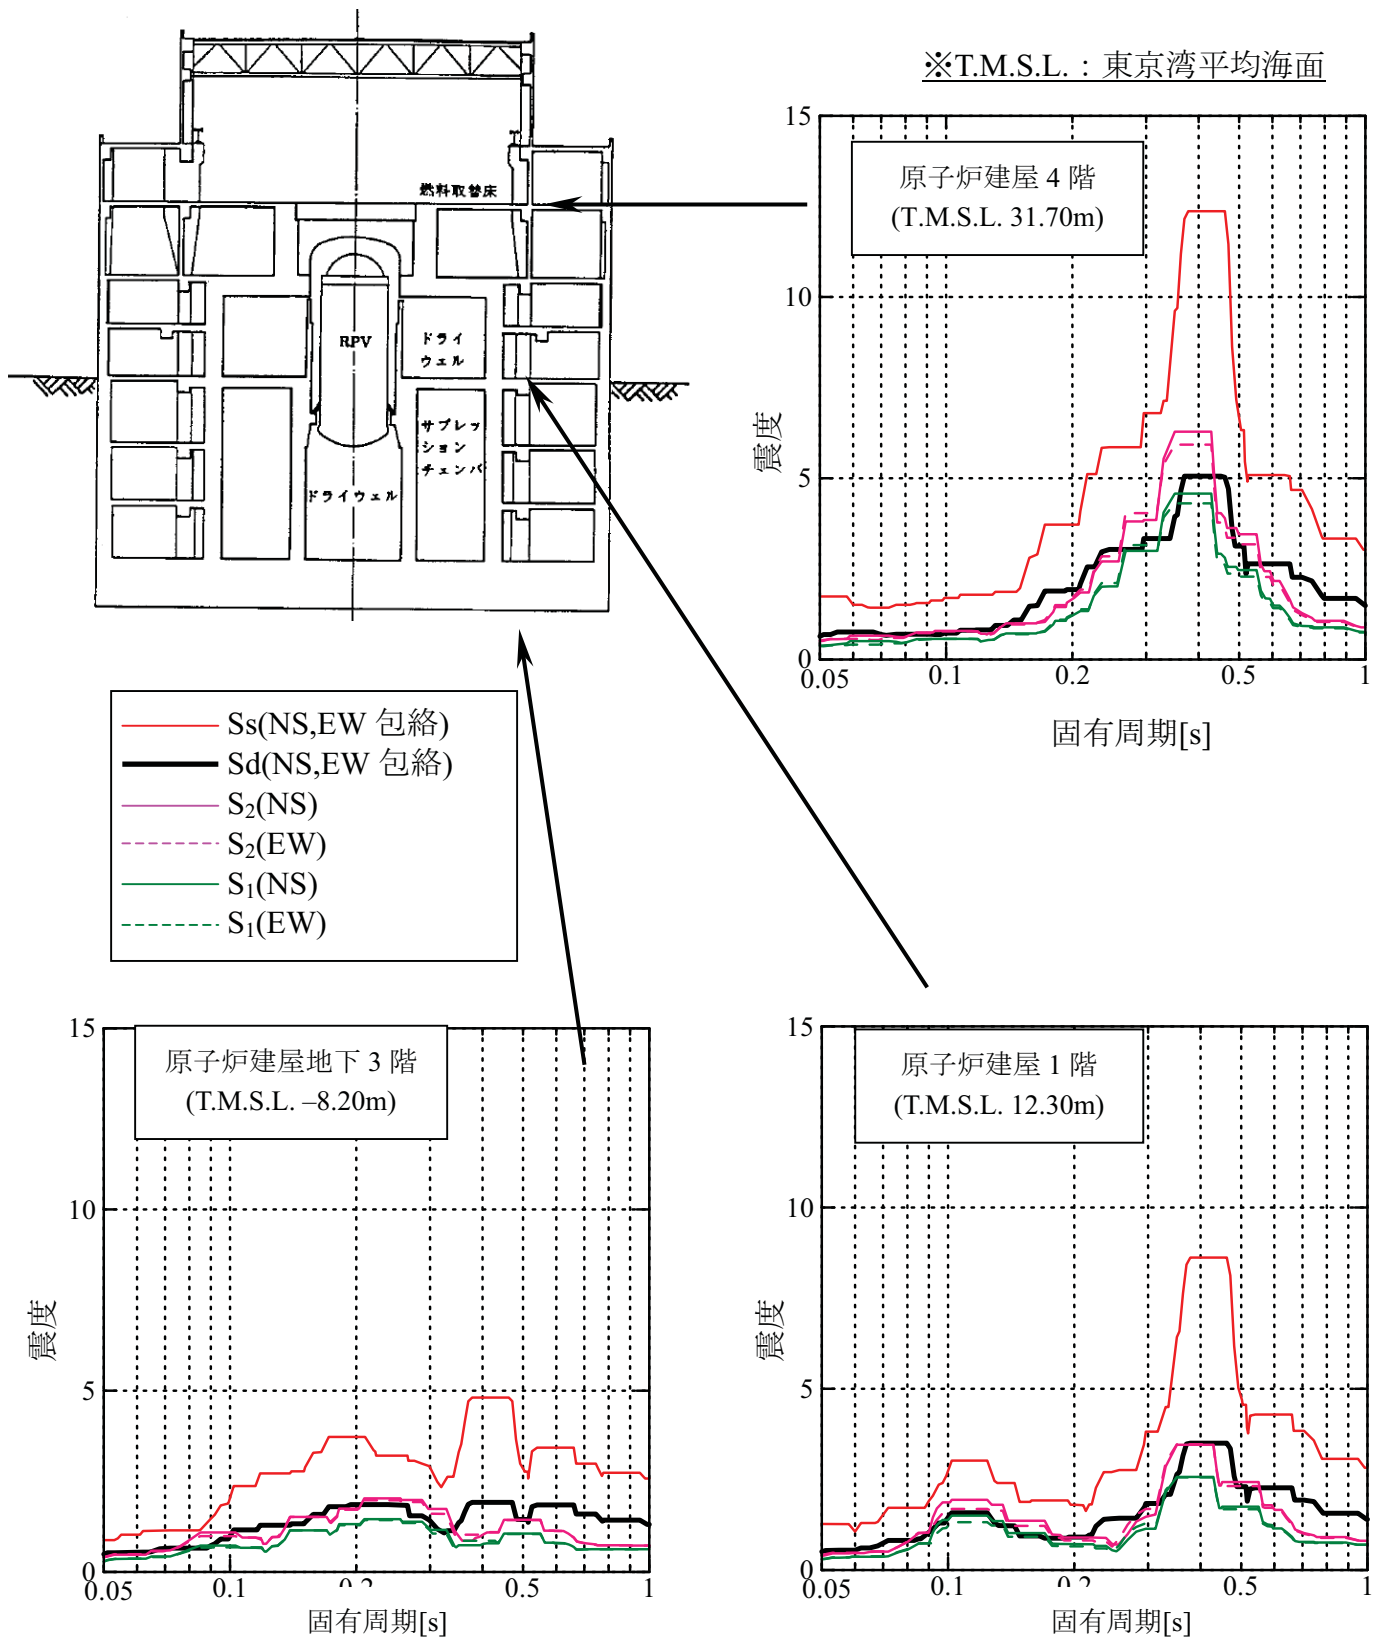 ※T.M.S.L.：東京湾平均海面
燃料取替床
RPV
ドライ
ウェル
サプレッ
ション
チェンバ
ドライウェル
15
10
5
0
震度
原子炉建屋 4 階
(T.M.S.L. 31.70m)
0.05
0.1
0.2
0.5
1
固有周期[s]
Ss(NS,EW 包絡)
Sd(NS,EW 包絡)
S₂(NS)
S₂(EW)
S₁(NS)
S₁(EW)
15
10
5
0
震度
原子炉建屋地下 3 階
(T.M.S.L. –8.20m)
0.05
0.1
0.2
0.5
1
固有周期[s]
15
10
5
0
震度
原子炉建屋 1 階
(T.M.S.L. 12.30m)
0.05
0.1
0.2
0.5
1
固有周期[s]